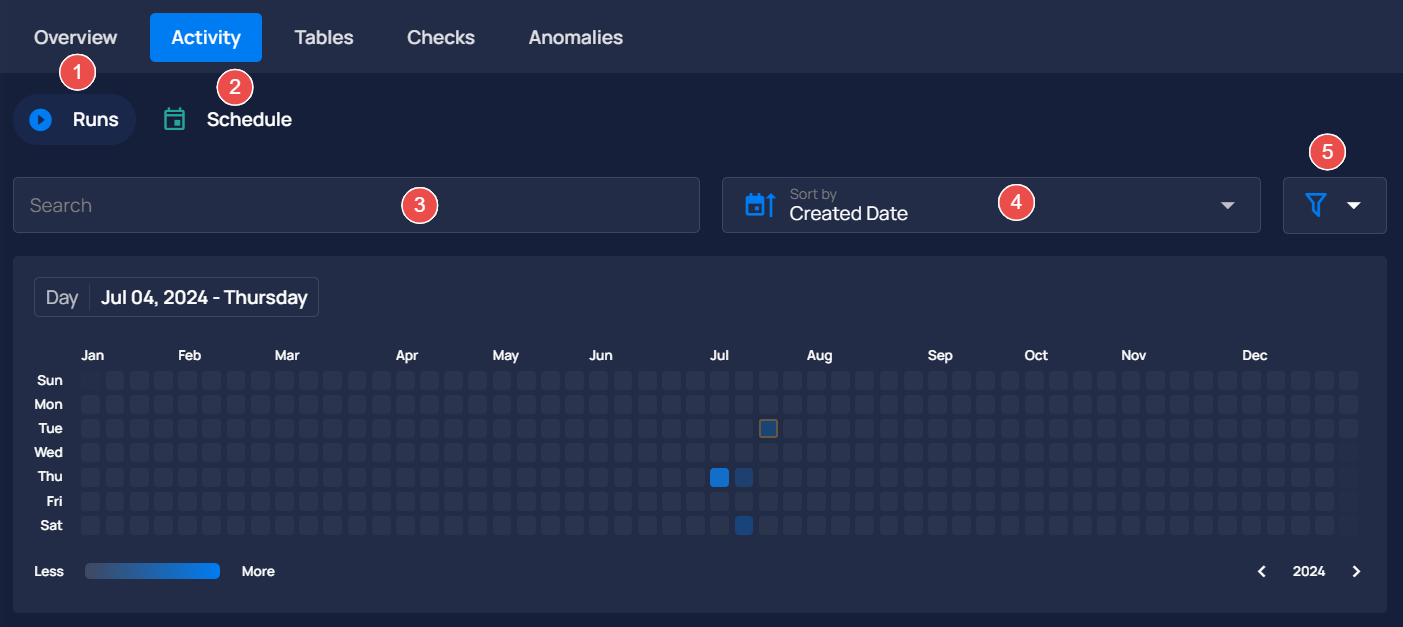 Overview Activity Tables Checks Anomalies
1 2
Runs Schedule
5
Search 3 Sort by 4
Created Date
Day Jul 04, 2024 - Thursday
Jan Feb Mar Apr May Jun Jul Aug Sep Oct Nov Dec
Sun
Mon
Tue
Wed
Thu
Fri
Sat
Less More 2024